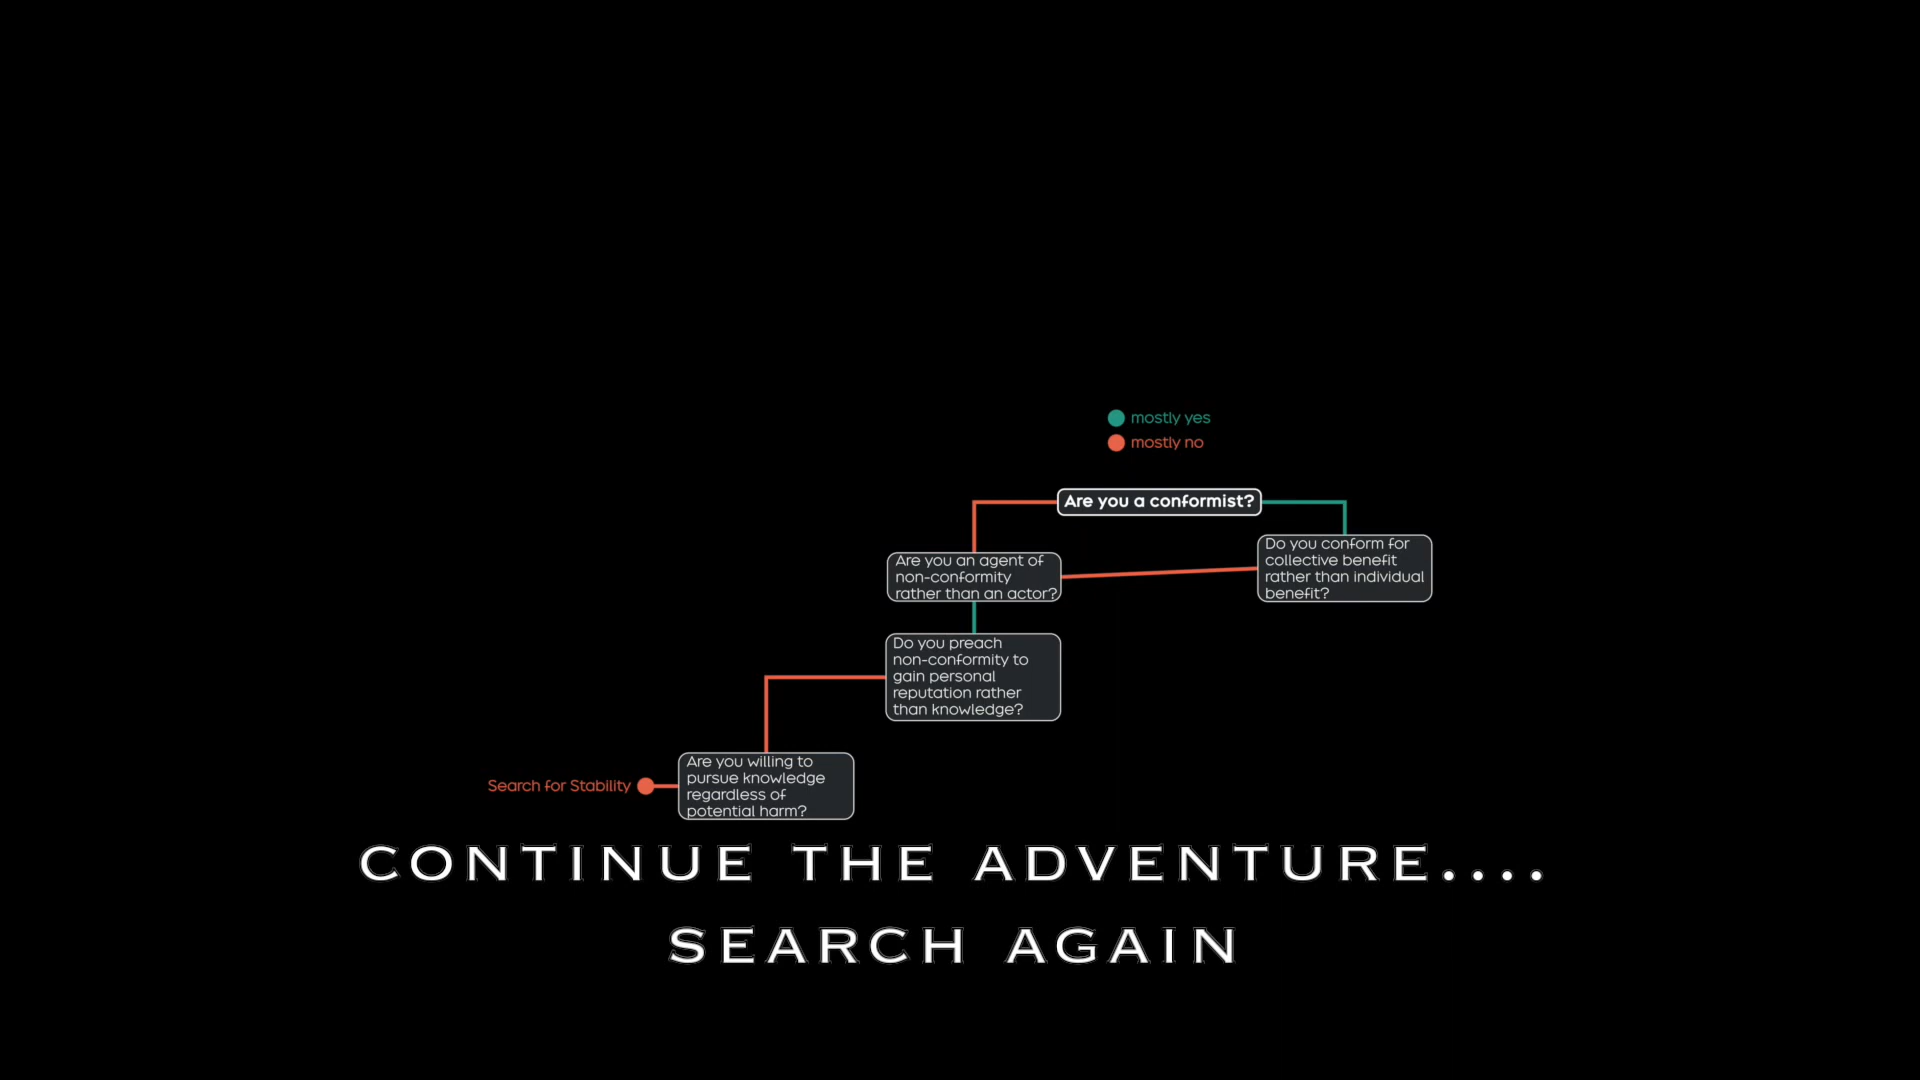 mostly yes
mostly no
Are you a conformist?
Do you conform for
collective benefit
rather than individual
benefit?
Are you an agent of
non-conformity
rather than an actor?
Do you preach
non-conformity to
gain personal
reputation rather
than knowledge?
Are you willing to
pursue knowledge
regardless of
potential harm?
Search for Stability
CONTINUE THE ADVENTURE....
SEARCH AGAIN